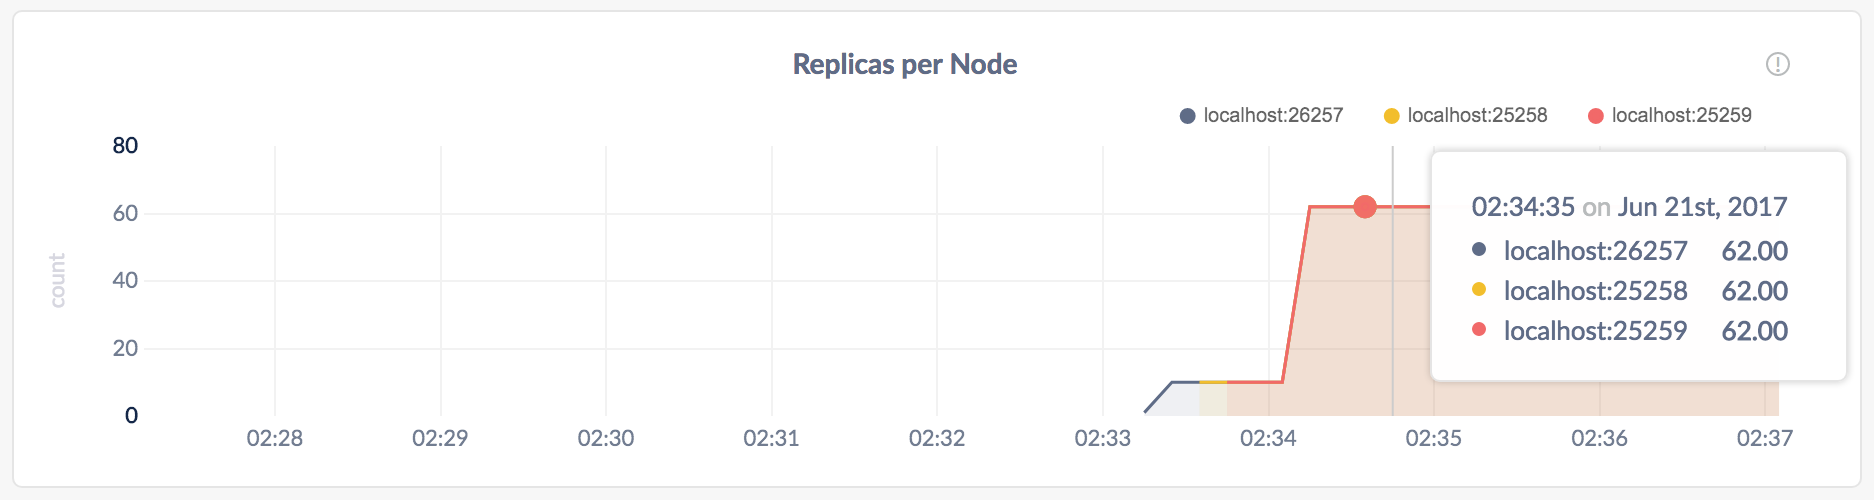 Replicas per Node
localhost:26257 localhost:25258 localhost:25259
80
60
40
20
0
count
02:28 02:29 02:30 02:31 02:32 02:33 02:34 02:35 02:36 02:37
02:34:35 on Jun 21st, 2017
localhost:26257 62.00
localhost:25258 62.00
localhost:25259 62.00